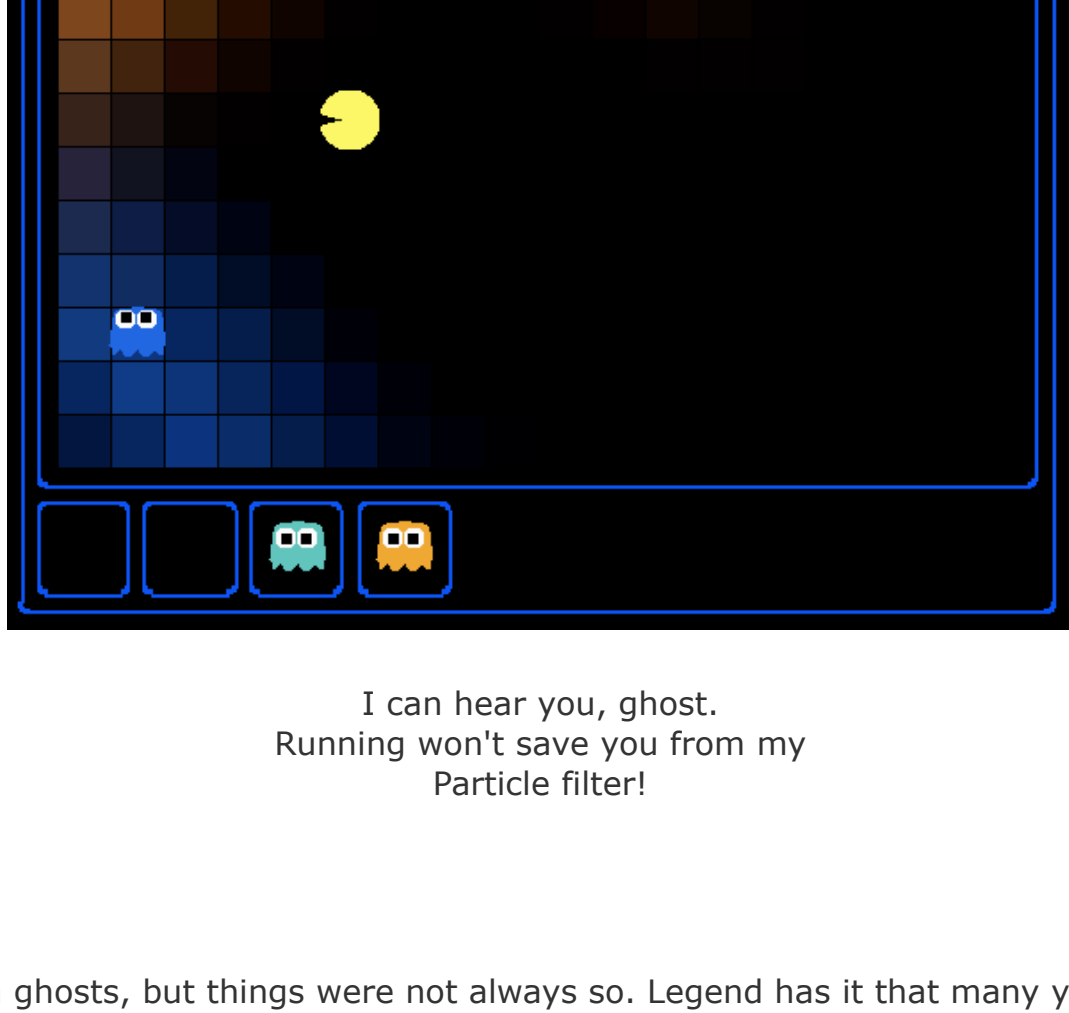 I can hear you, ghost.
Running won't save you from my
Particle filter!
ghosts, but things were not always so. Legend has it that many y